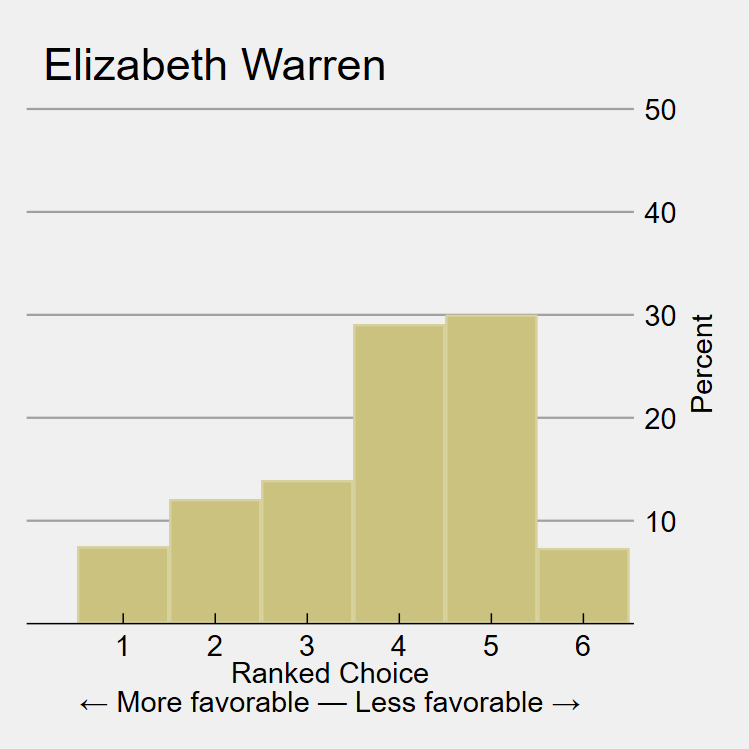 Elizabeth Warren
50
40
30
20
10
Percent
1 2 3 4 5 6
Ranked Choice
← More favorable — Less favorable →